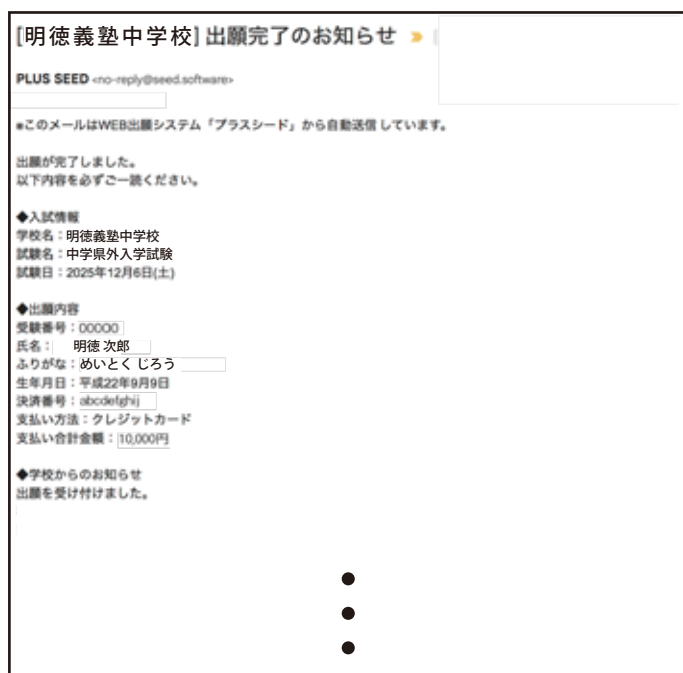 [明徳義塾中学校] 出願完了のお知らせ
PLUS SEED <no-reply@seed.software>
※このメールはWEB出願システム「プラスシード」から自動送信しています。
出願が完了しました。
以下内容を必ずご一読ください。
◆入試情報
学校名：明徳義塾中学校
試験名：中学県外入学試験
試験日：2025年12月6日(土)
◆出願内容
受験番号：00000
氏名： 明徳 次郎
ふりがな：めいとく じろう
生年月日：平成22年9月9日
決済番号：abcdefghij
支払い方法：クレジットカード
支払い合計金額：10,000円
◆学校からのお知らせ
出願を受け付けました。